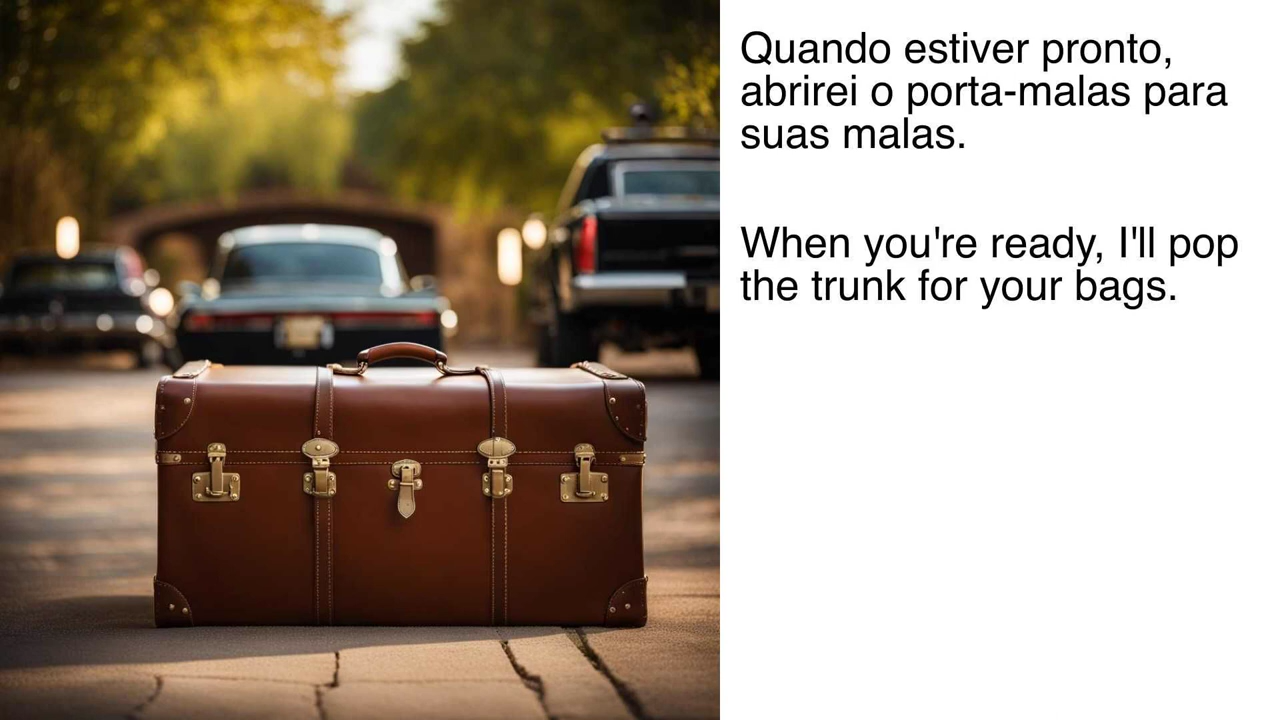 Quando estiver pronto,
abrirei o porta-malas para
suas malas.
When you're ready, I'll pop
the trunk for your bags.